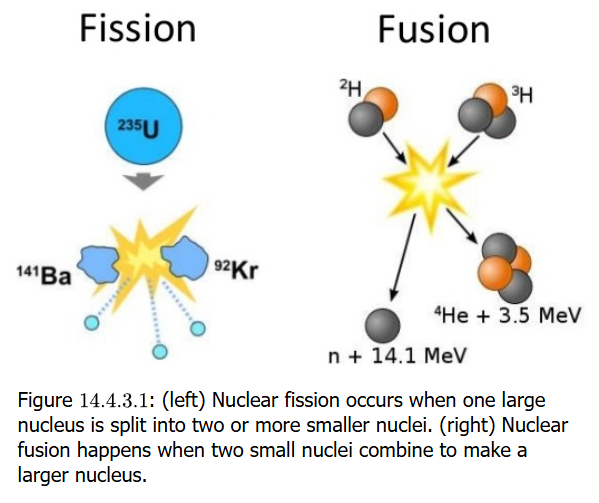 Fission
Fusion
²H
³H
²³⁵U
¹⁴¹Ba
⁹²Kr
⁴He + 3.5 MeV
n + 14.1 MeV
Figure 14.4.3.1: (left) Nuclear fission occurs when one large
nucleus is split into two or more smaller nuclei. (right) Nuclear
fusion happens when two small nuclei combine to make a
larger nucleus.